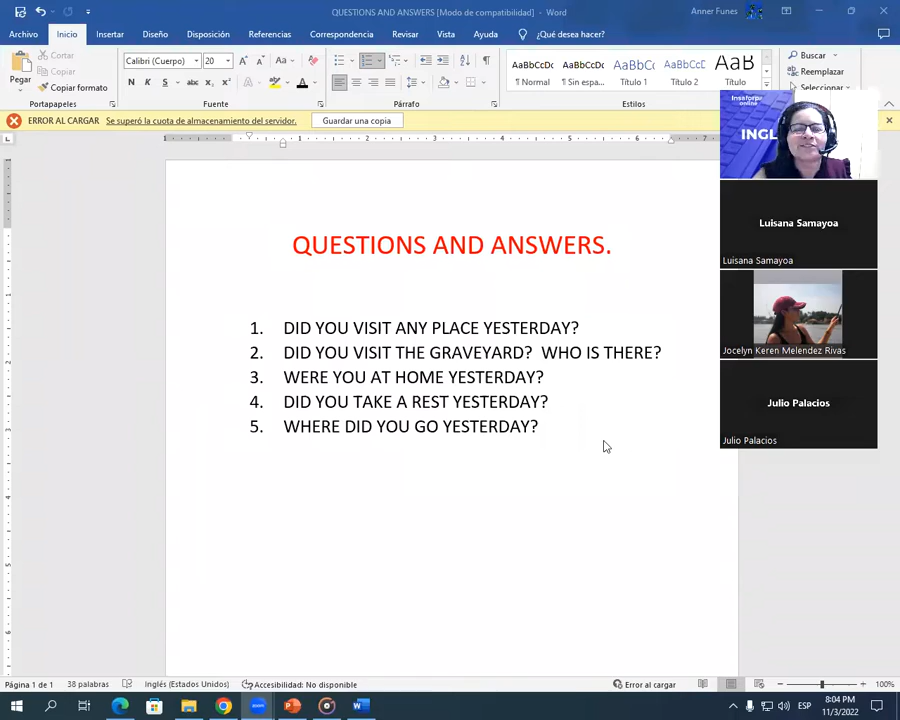 QUESTIONS AND ANSWERS [Modo de compatibilidad] - Word
Anner Funes
Archivo Inicio Insertar Diseño Disposición Referencias Correspondencia Revisar Vista Ayuda ¿Qué desea hacer?
Pegar
Cortar
Copiar
Copiar formato
Portapapeles
Calibri (Cuerpo) 20
N K S abc x₂ x²
Fuente
Párrafo
AaBbCcDc AaBbCcDc AaBbCc AaBbCcD AaB
¶ Normal ¶ Sin espa... Título 1 Título 2 Título
Estilos
Buscar
Reemplazar
Seleccionar
ERROR AL CARGAR Se superó la cuota de almacenamiento del servidor. Guardar una copia
QUESTIONS AND ANSWERS.
1. DID YOU VISIT ANY PLACE YESTERDAY?
2. DID YOU VISIT THE GRAVEYARD? WHO IS THERE?
3. WERE YOU AT HOME YESTERDAY?
4. DID YOU TAKE A REST YESTERDAY?
5. WHERE DID YOU GO YESTERDAY?
online
INGL
Luisana Samayoa
Luisana Samayoa
Jocelyn Keren Melendez Rivas
Julio Palacios
Julio Palacios
Página 1 de 1 38 palabras Inglés (Estados Unidos) Accesibilidad: No disponible Error al cargar 100%
ESP
8:04 PM
11/3/2022